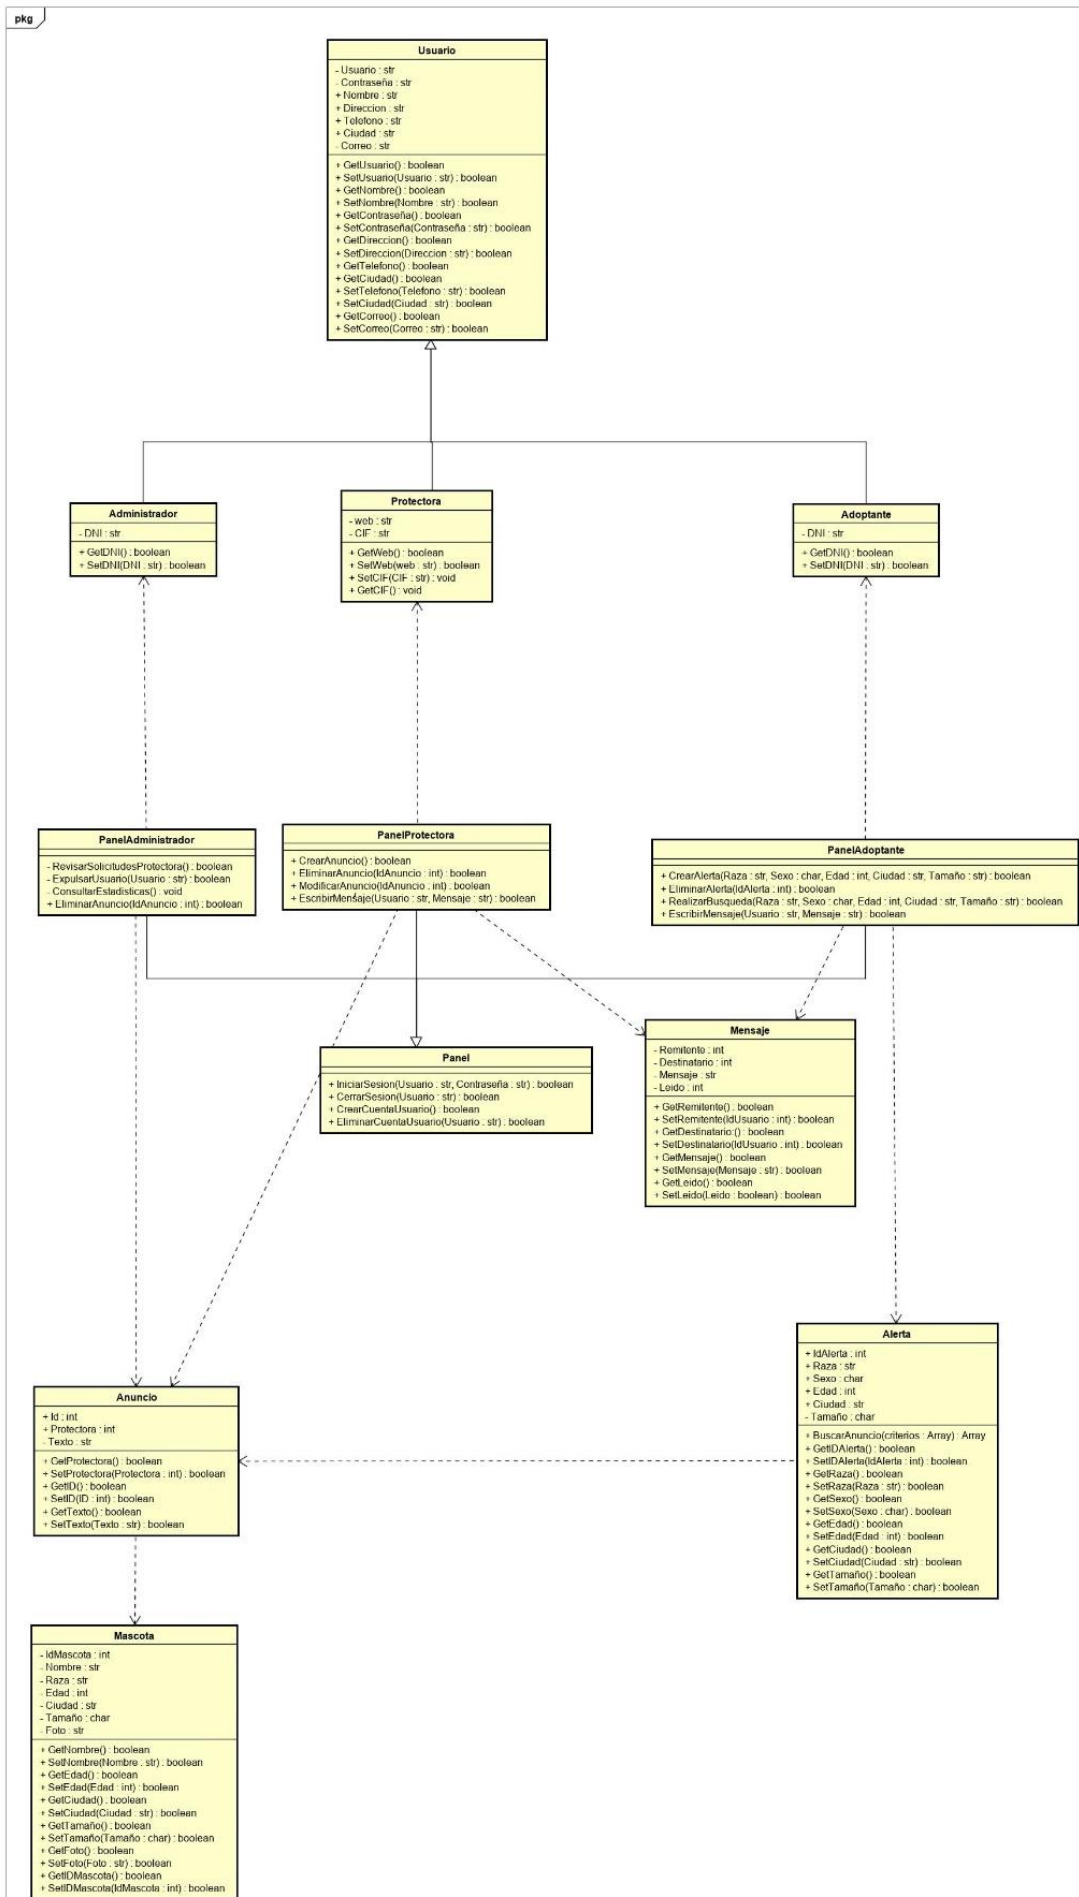 pkg
Usuario
- Usuario : str
- Contraseña : str
+ Nombre : str
+ Direccion : str
+ Telefono : str
+ Ciudad : str
- Correo : str
+ GetUsuario() : boolean
+ SetUsuario(Usuario : str) : boolean
+ GetNombre() : boolean
+ SetNombre(Nombre : str) : boolean
+ GetContraseña() : boolean
+ SetContraseña(Contraseña : str) : boolean
+ GetDireccion() : boolean
+ SetDireccion(Direccion : str) : boolean
+ GetTelefono() : boolean
+ GetCiudad() : boolean
+ SetTelefono(Telefono : str) : boolean
+ SetCiudad(Ciudad : str) : boolean
+ GetCorreo() : boolean
+ SetCorreo(Correo : str) : boolean
Administrador
- DNI : str
+ GetDNI() : boolean
+ SetDNI(DNI : str) : boolean
Protectora
- web : str
- CIF : str
+ GetWeb() : boolean
+ SetWeb(web : str) : boolean
+ SetCIF(CIF : str) : void
+ GetCIF() : void
Adoptante
- DNI : str
+ GetDNI() : boolean
+ SetDNI(DNI : str) : boolean
PanelAdministrador
- RevisarSolicitudesProtectora() : boolean
- ExpulsarUsuario(Usuario : str) : boolean
- ConsultarEstadisticas() : void
+ EliminarAnuncio(IdAnuncio : int) : boolean
PanelProtectora
+ CrearAnuncio() : boolean
+ EliminarAnuncio(IdAnuncio : int) : boolean
+ ModificarAnuncio(IdAnuncio : int) : boolean
+ EscribirMensaje(Usuario : str, Mensaje : str) : boolean
PanelAdoptante
+ CrearAlerta(Raza : str, Sexo : char, Edad : int, Ciudad : str, Tamaño : str) : boolean
+ EliminarAlerta(IdAlerta : int) : boolean
+ RealizarBusqueda(Raza : str, Sexo : char, Edad : int, Ciudad : str, Tamaño : str) : boolean
+ EscribirMensaje(Usuario : str, Mensaje : str) : boolean
Panel
+ IniciarSesion(Usuario : str, Contraseña : str) : boolean
+ CerrarSesion(Usuario : str) : boolean
+ CrearCuentaUsuario() : boolean
+ EliminarCuentaUsuario(Usuario : str) : boolean
Mensaje
- Remitente : int
- Destinatario : int
- Mensaje : str
- Leido : int
+ GetRemitente() : boolean
+ SetRemitente(IdUsuario : int) : boolean
+ GetDestinatario:() : boolean
+ SetDestinatario(IdUsuario : int) : boolean
+ GetMensaje() : boolean
+ SetMensaje(Mensaje : str) : boolean
+ GetLeido() : boolean
+ SetLeido(Leido : boolean) : boolean
Alerta
+ IdAlerta : int
+ Raza : str
+ Sexo : char
+ Edad : int
+ Ciudad : str
- Tamaño : char
+ BuscarAnuncio(criterios : Array) : Array
+ GetIDAlerta() : boolean
+ SetIDAlerta(IdAlerta : int) : boolean
+ GetRaza() : boolean
+ SetRaza(Raza : str) : boolean
+ GetSexo() : boolean
+ SetSexo(Sexo : char) : boolean
+ GetEdad() : boolean
+ SetEdad(Edad : int) : boolean
+ GetCiudad() : boolean
+ SetCiudad(Ciudad : str) : boolean
+ GetTamaño() : boolean
+ SetTamaño(Tamaño : char) : boolean
Anuncio
+ Id : int
+ Protectora : int
- Texto : str
+ GetProtectora() : boolean
+ SetProtectora(Protectora : int) : boolean
+ GetID() : boolean
+ SetID(ID : int) : boolean
+ GetTexto() : boolean
+ SetTexto(Texto : str) : boolean
Mascota
- IdMascota : int
- Nombre : str
- Raza : str
- Edad : int
- Ciudad : str
- Tamaño : char
- Foto : str
+ GetNombre() : boolean
+ SetNombre(Nombre : str) : boolean
+ GetEdad() : boolean
+ SetEdad(Edad : int) : boolean
+ GetCiudad() : boolean
+ SetCiudad(Ciudad : str) : boolean
+ GetTamaño() : boolean
+ SetTamaño(Tamaño : char) : boolean
+ GetFoto() : boolean
+ SetFoto(Foto : str) : boolean
+ GetIDMascota() : boolean
+ SetIDMascota(IdMascota : int) : boolean